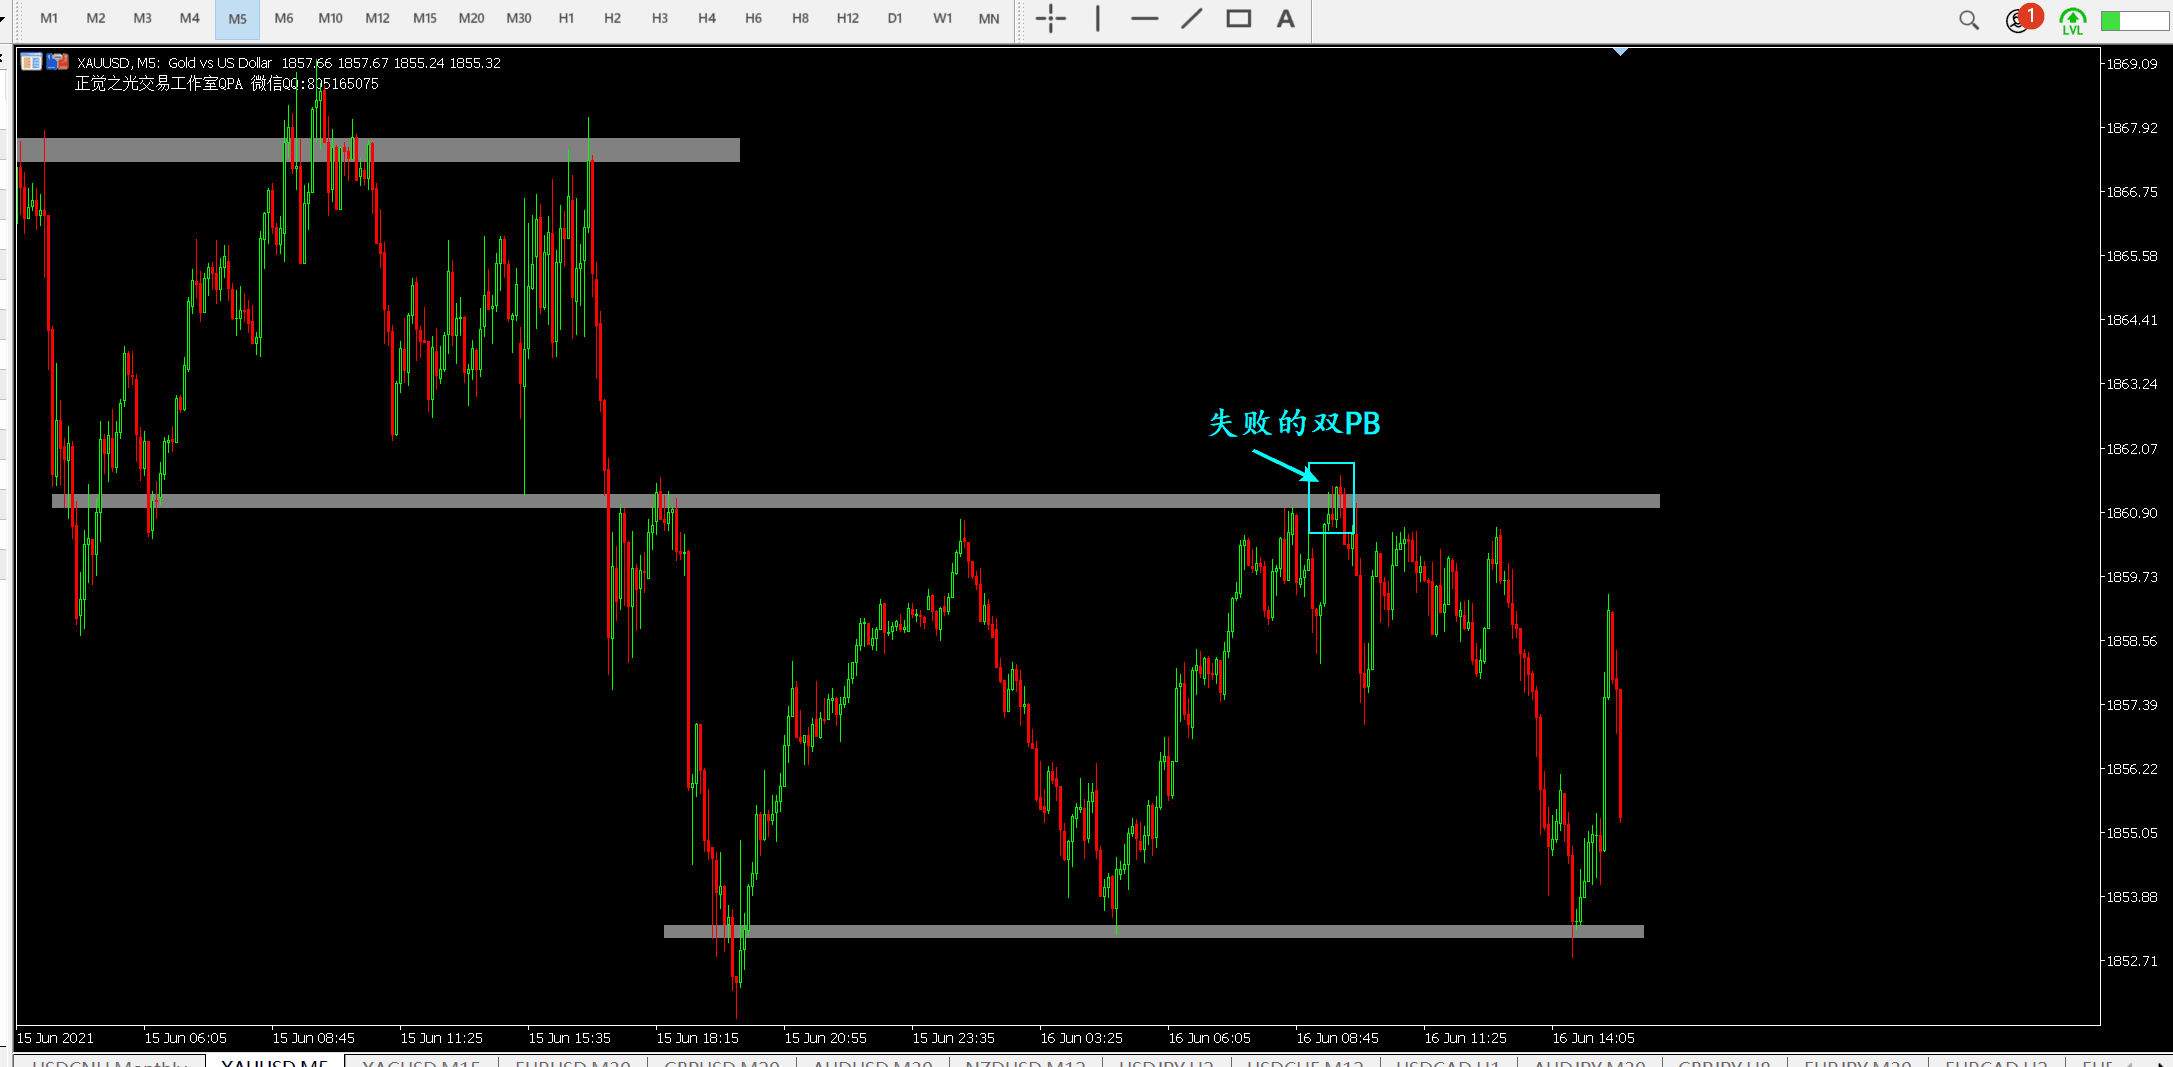 M1 M2 M3 M4 M5 M6 M10 M12 M15 M20 M30 H1 H2 H3 H4 H6 H8 H12 D1 W1 MN A 1 LVL
XAUUSD, M5: Gold vs US Dollar 1857.66 1857.67 1855.24 1855.32
正觉之光交易工作室QPA 微信QQ:805165075
1869.09
1867.92
1866.75
1865.58
1864.41
1863.24
失败的双PB
1862.07
1860.90
1859.73
1858.56
1857.39
1856.22
1855.05
1853.88
1852.71
15 Jun 2021 15 Jun 06:05 15 Jun 08:45 15 Jun 11:25 15 Jun 15:35 15 Jun 18:15 15 Jun 20:55 15 Jun 23:35 16 Jun 03:25 16 Jun 06:05 16 Jun 08:45 16 Jun 11:25 16 Jun 14:05
USDCNH Monthly XAUUSD M5 XAGUSD M15 EURUSD M30 GBPUSD M20 AUDUSD M30 NZDUSD M12 USDJPY H2 USDCHF M12 USDCAD H1 AUDJPY M30 GBPJPY H8 EURJPY M30 EURCAD H2